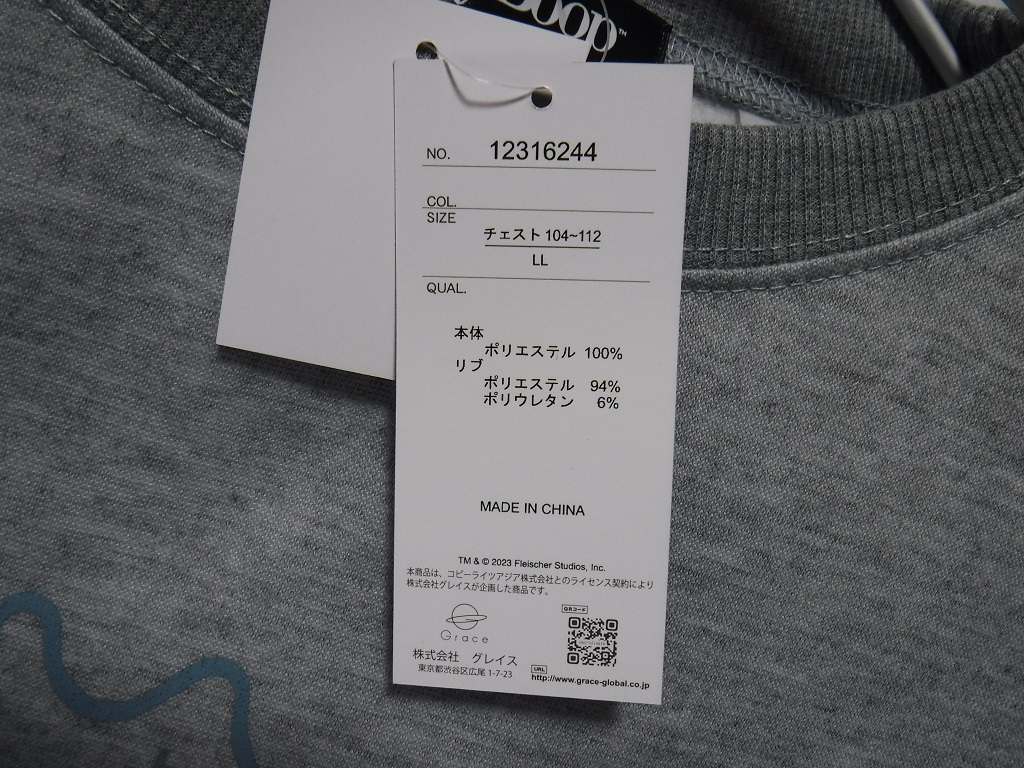 Boop™
NO. 12316244
COL.
SIZE
チェスト 104~112
LL
QUAL.
本体
ポリエステル 100%
リブ
ポリエステル 94%
ポリウレタン 6%
MADE IN CHINA
TM & © 2023 Fleischer Studios, Inc.
本商品は、コピーライツアジア株式会社とのライセンス契約により
株式会社グレイスが企画した商品です。
Grace
QRコード
株式会社 グレイス
東京都渋谷区広尾 1-7-23
URL
http://www.grace-global.co.jp